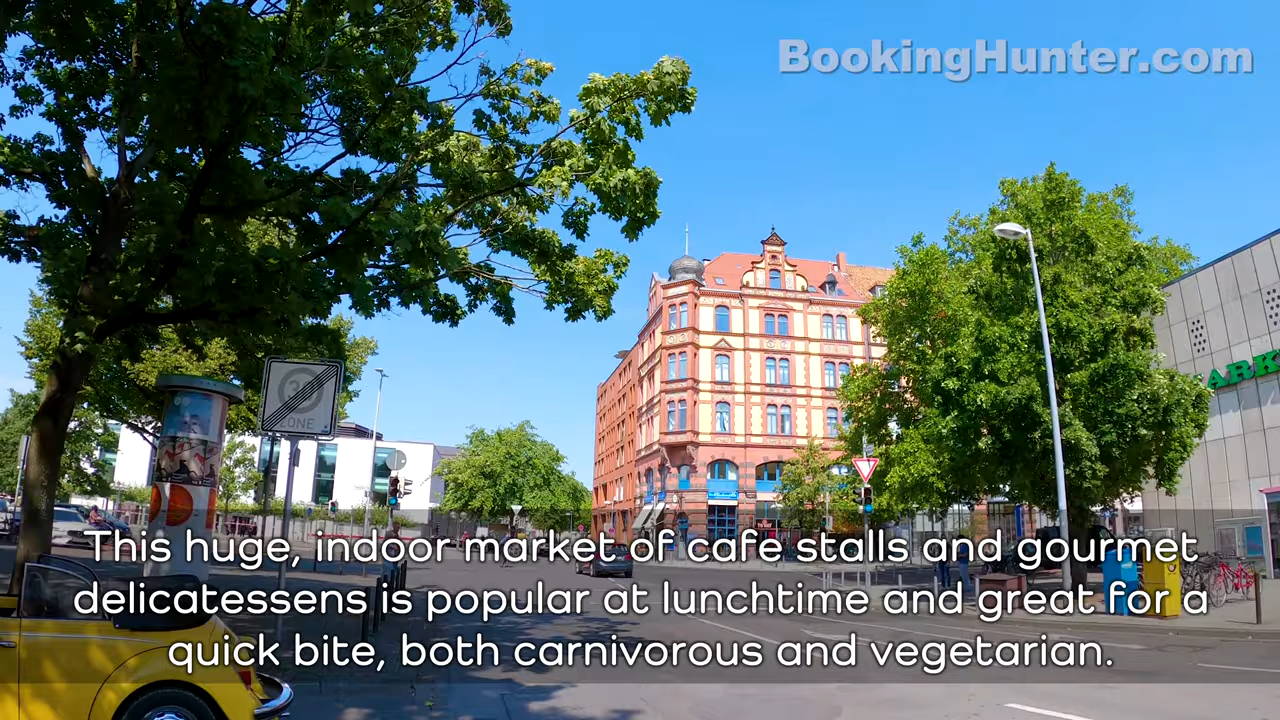 BookingHunter.com
30
ZONE
ARK
This huge, indoor market of cafe stalls and gourmet
delicatessens is popular at lunchtime and great for a
quick bite, both carnivorous and vegetarian.